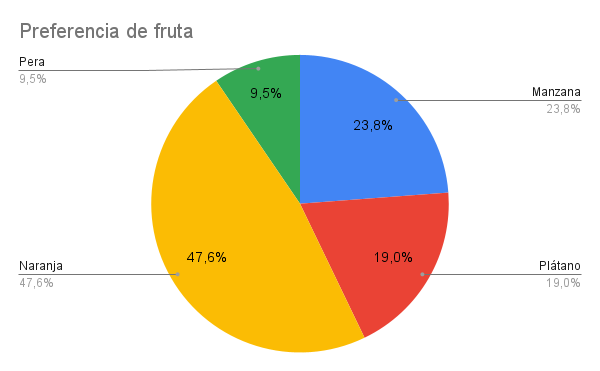 Preferencia de fruta
Pera
9,5%
Manzana
23,8%
9,5%
23,8%
47,6%
19,0%
Naranja
47,6%
Plátano
19,0%